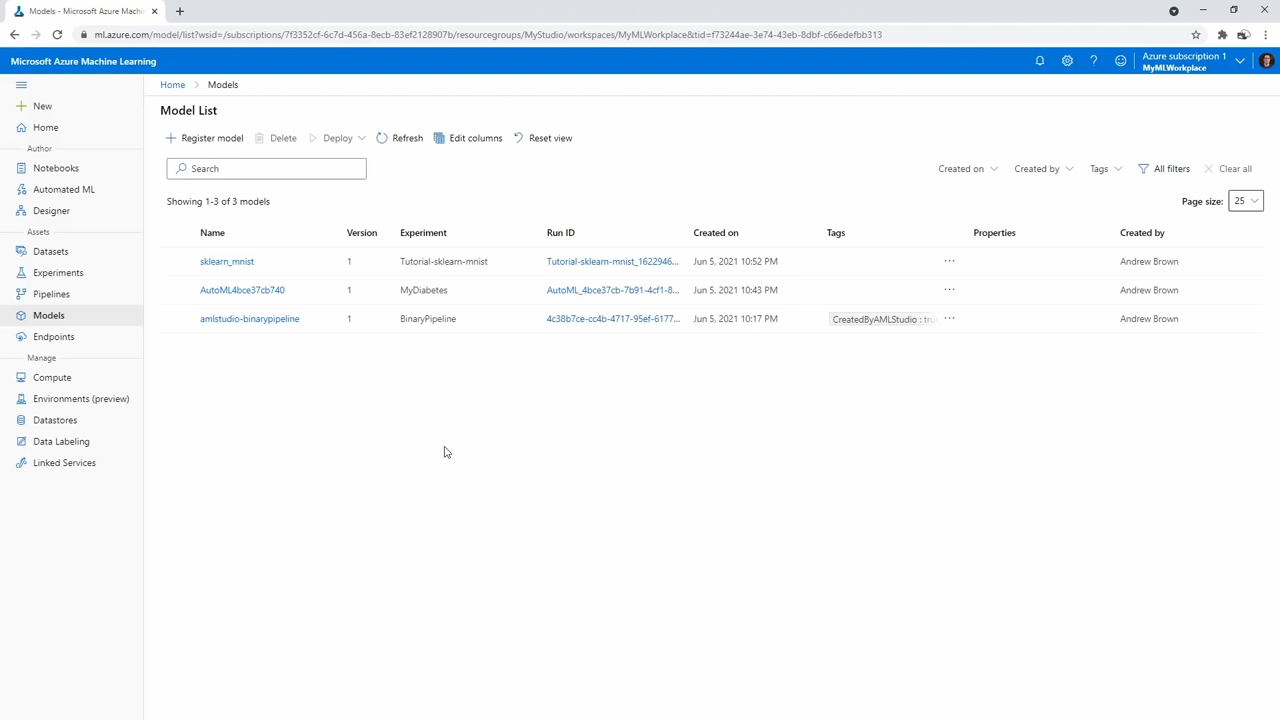 Models - Microsoft Azure Machin
ml.azure.com/model/list?wsid=/subscriptions/7f3352cf-6c7d-456a-8ecb-83ef2128907b/resourcegroups/MyStudio/workspaces/MyMLWorkplace&tid=f73244ae-3e74-43eb-8dbf-c66edefbb313
Microsoft Azure Machine Learning
Azure subscription 1
MyMLWorkplace
New
Home
Author
Notebooks
Automated ML
Designer
Assets
Datasets
Experiments
Pipelines
Models
Endpoints
Manage
Compute
Environments (preview)
Datastores
Data Labeling
Linked Services
Home > Models
Model List
Register model Delete Deploy Refresh Edit columns Reset view
Search
Created on Created by Tags All filters Clear all
Showing 1-3 of 3 models
Page size: 25
Name Version Experiment Run ID Created on Tags Properties Created by
sklearn_mnist 1 Tutorial-sklearn-mnist Tutorial-sklearn-mnist_1622946... Jun 5, 2021 10:52 PM ... Andrew Brown
AutoML4bce37cb740 1 MyDiabetes AutoML_4bce37cb-7b91-4cf1-8... Jun 5, 2021 10:43 PM ... Andrew Brown
amlstudio-binarypipeline 1 BinaryPipeline 4c38b7ce-cc4b-4717-95ef-6177... Jun 5, 2021 10:17 PM CreatedByAMLStudio : tru ... Andrew Brown